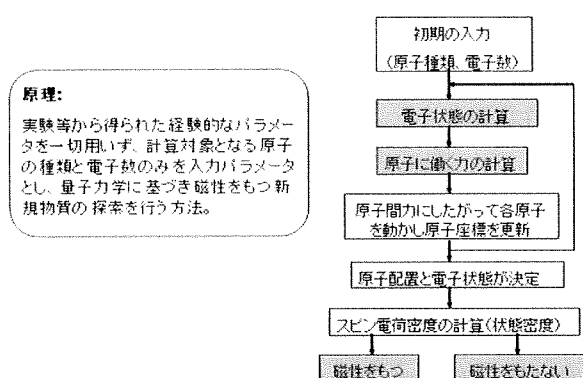 原理:
実験等から得られた経験的なパラメー
タを一切用いず、計算対象となる原子
の種類と電子数のみを入力パラメータ
とし、量子力学に基づき磁性をもつ新
規物質の探索を行う方法。
初期の入力
(原子種類、電子数)
電子状態の計算
原子に働く力の計算
原子間力にしたがって各原子
を動かし原子座標を更新
原子配置と電子状態が決定
スピン電荷密度の計算(状態密度)
磁性をもつ
磁性をもたない